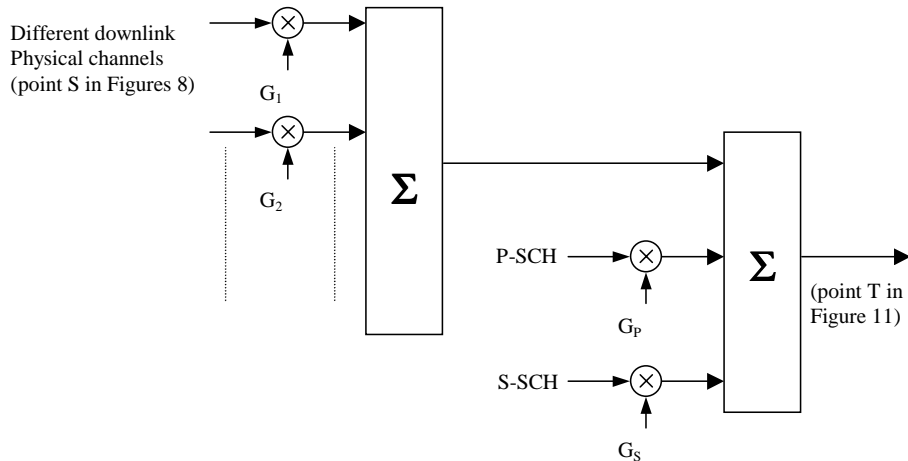 Different downlink
Physical channels
(point S in Figures 8)
G1
G2
Σ
P-SCH
GP
S-SCH
GS
Σ
(point T in
Figure 11)